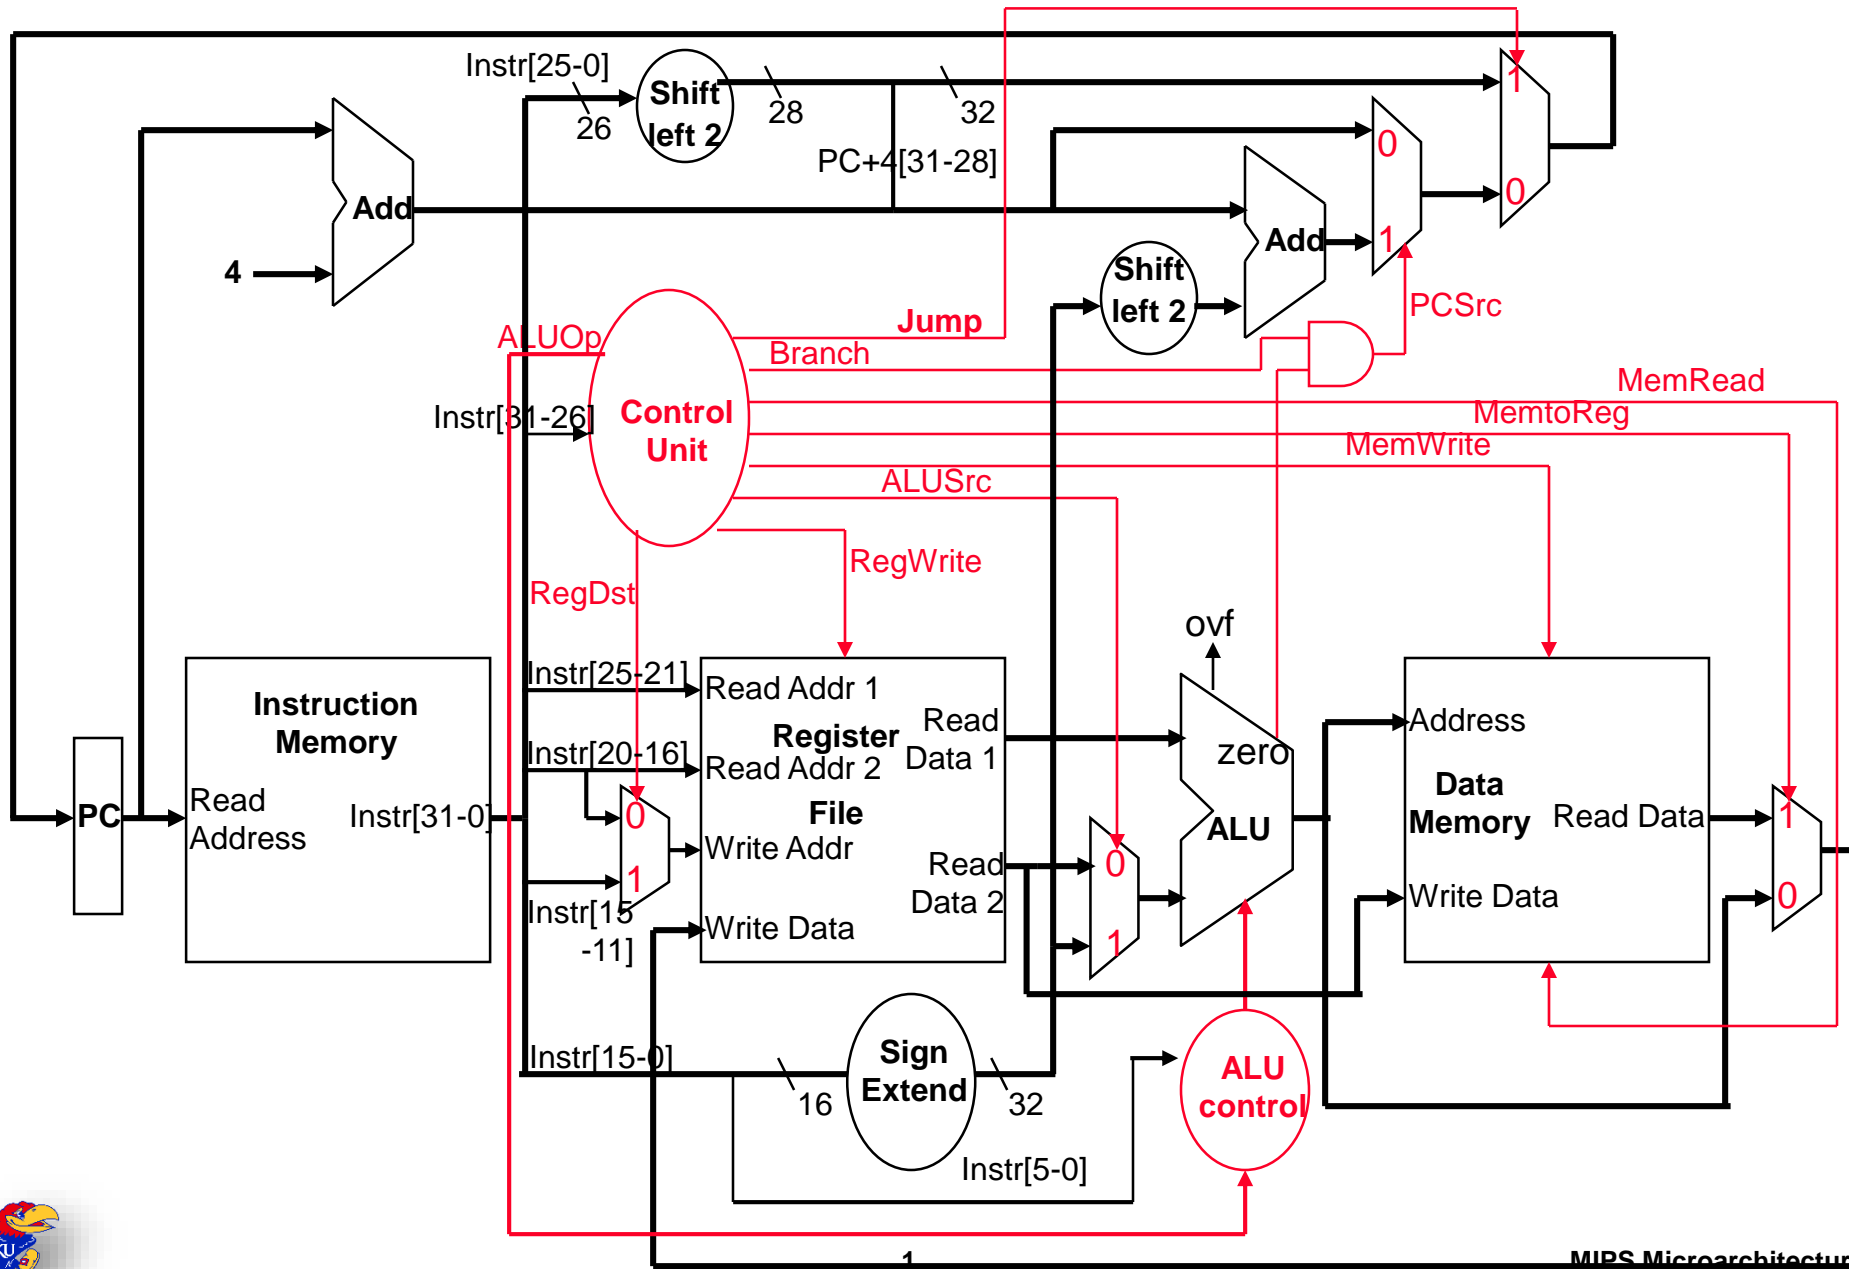 Instr[25-0]
26
Shift
left 2
28
32
PC+4[31-28]
1
0
0
1
Add
Add
4
Shift
left 2
PCSrc
ALUOp
Jump
Branch
MemRead
MemtoReg
MemWrite
Instr[31-26]
Control
Unit
ALUSrc
RegWrite
RegDst
ovf
Instruction
Memory
Read
Address
Instr[31-0]
PC
Instr[25-21]
Instr[20-16]
Instr[15
-11]
0
1
Read Addr 1
Register
Read Addr 2
File
Write Addr
Write Data
Read
Data 1
Read
Data 2
0
1
zero
ALU
Address
Data
Memory
Read Data
Write Data
1
0
Instr[15-0]
16
Sign
Extend
32
ALU
control
Instr[5-0]
KU
1
MIPS Microarchitectur